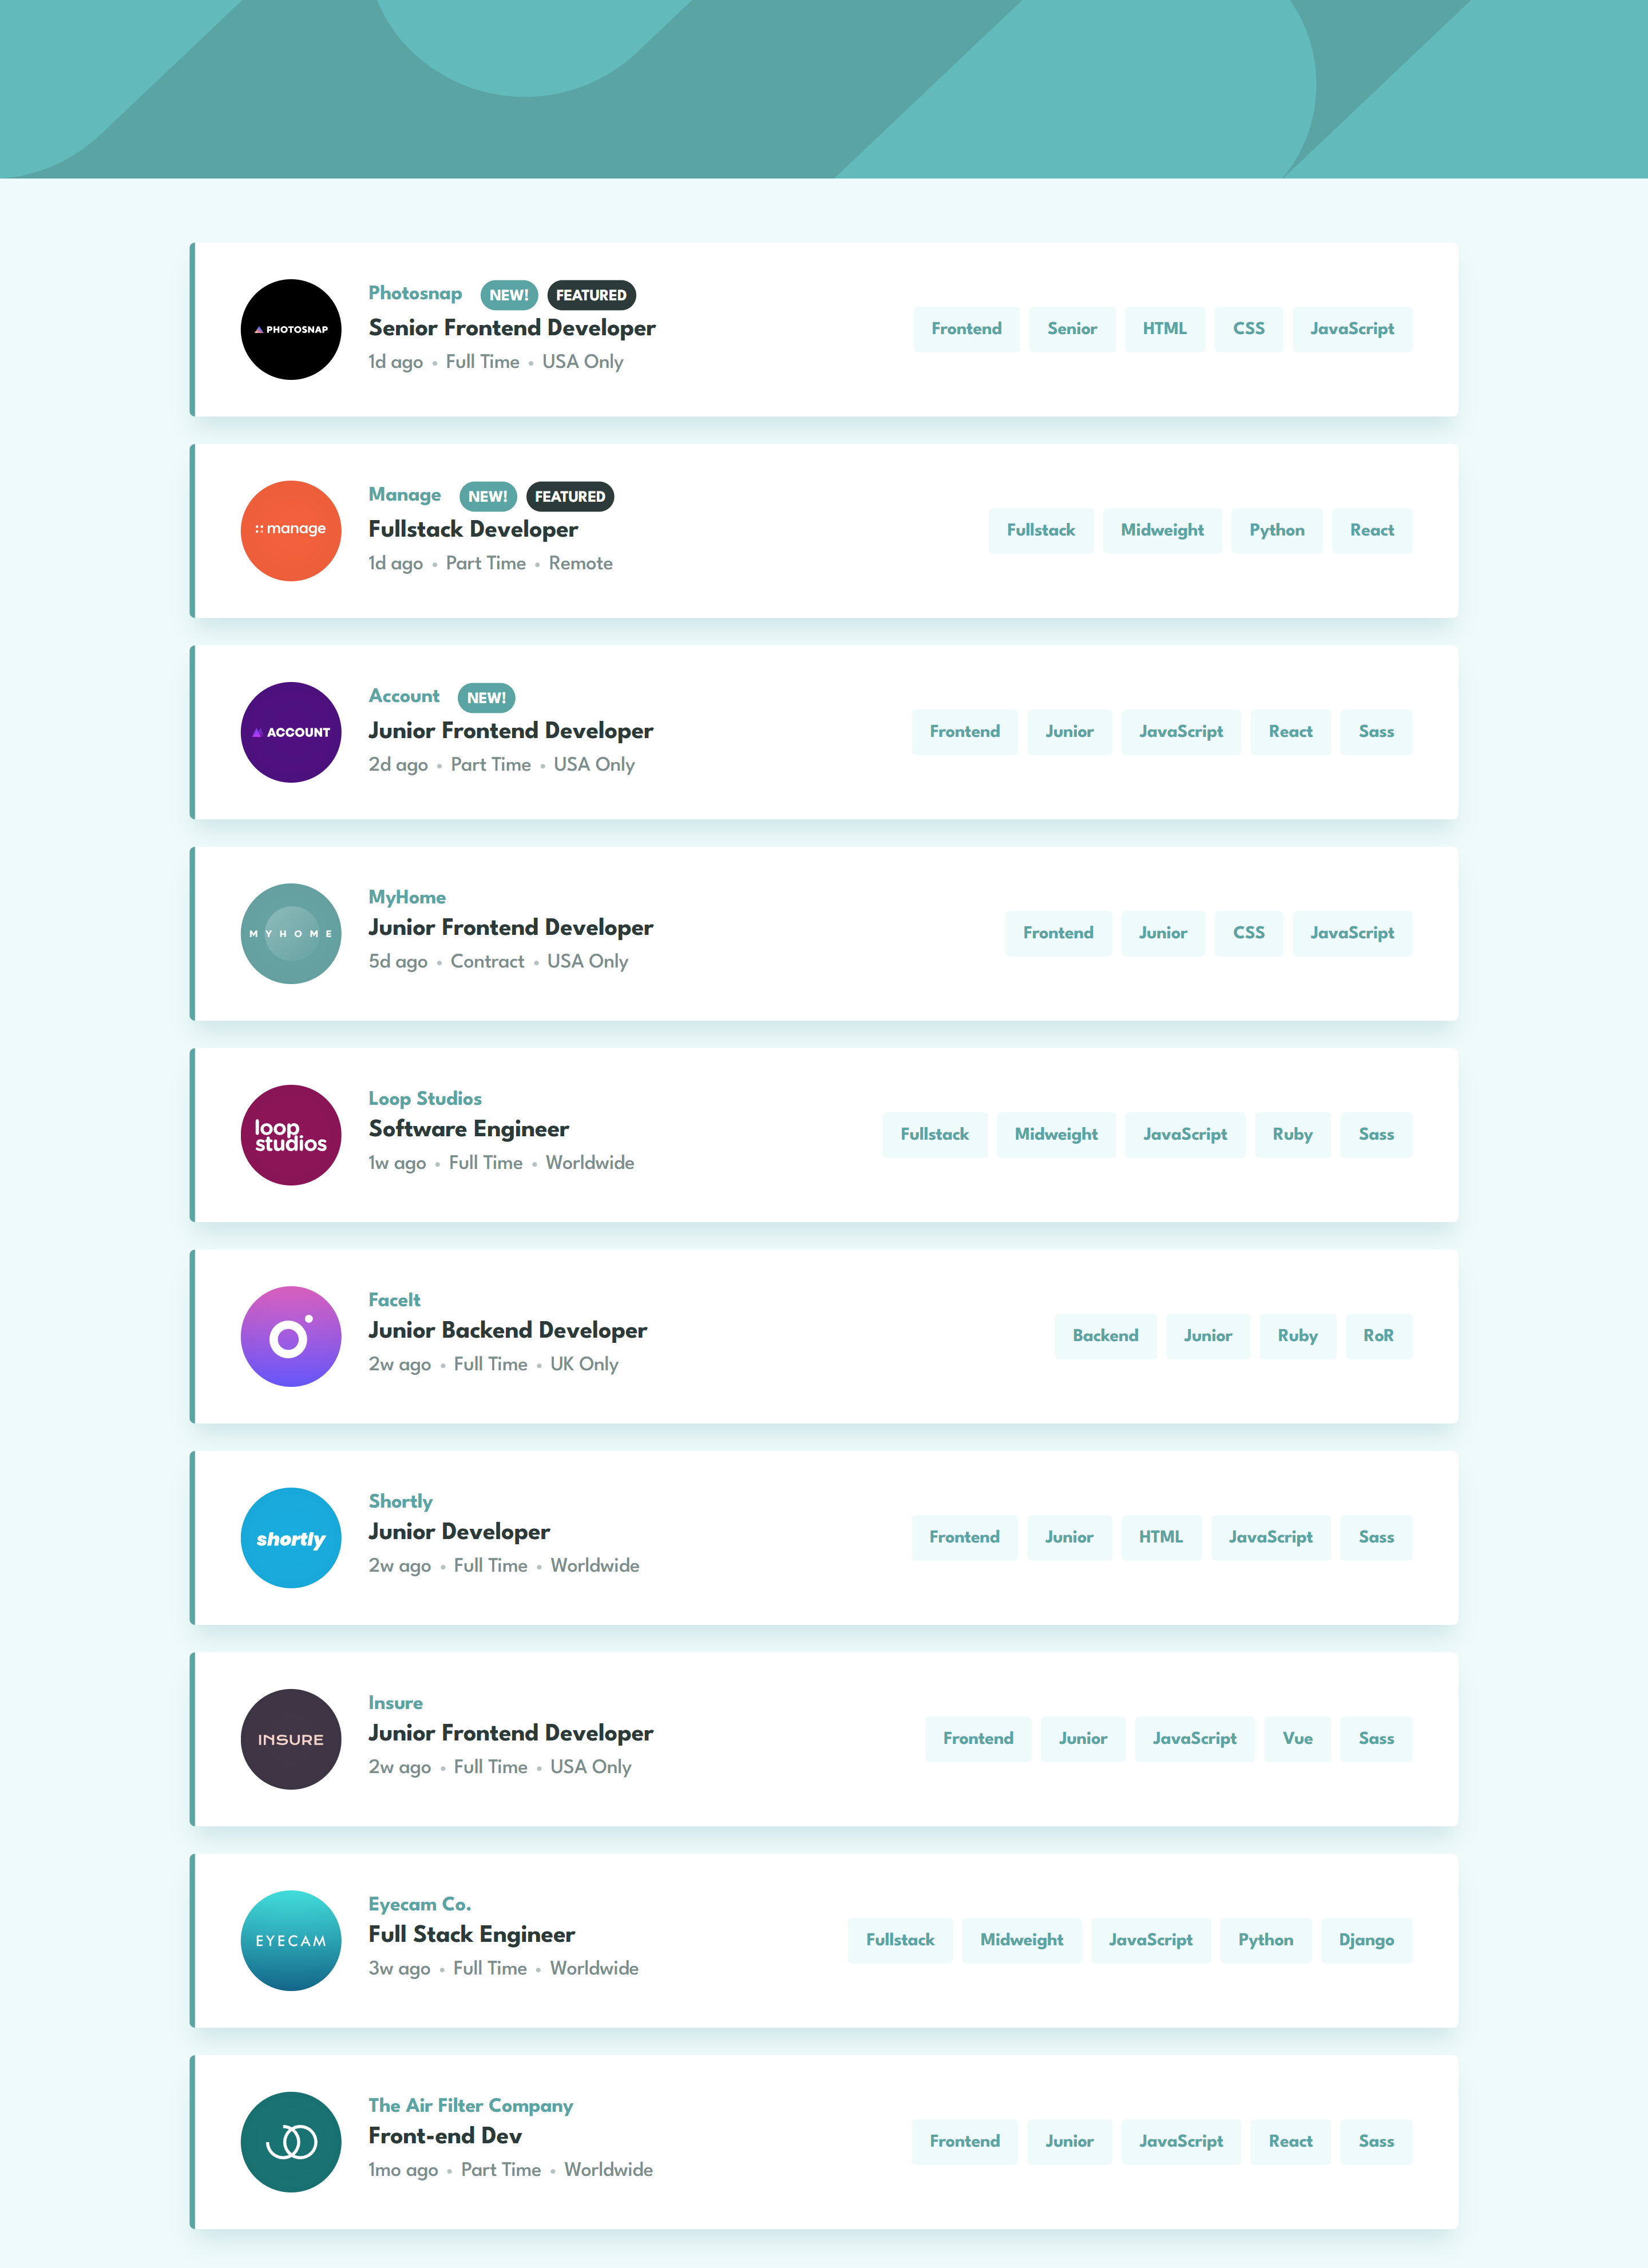 PHOTOSNAP
Photosnap NEW! FEATURED
Senior Frontend Developer
1d ago • Full Time • USA Only
Frontend Senior HTML CSS JavaScript
manage
Manage NEW! FEATURED
Fullstack Developer
1d ago • Part Time • Remote
Fullstack Midweight Python React
ACCOUNT
Account NEW!
Junior Frontend Developer
2d ago • Part Time • USA Only
Frontend Junior JavaScript React Sass
MYHOME
MyHome
Junior Frontend Developer
5d ago • Contract • USA Only
Frontend Junior CSS JavaScript
loop
studios
Loop Studios
Software Engineer
1w ago • Full Time • Worldwide
Fullstack Midweight JavaScript Ruby Sass
FaceIt
Junior Backend Developer
2w ago • Full Time • UK Only
Backend Junior Ruby RoR
shortly
Shortly
Junior Developer
2w ago • Full Time • Worldwide
Frontend Junior HTML JavaScript Sass
INSURE
Insure
Junior Frontend Developer
2w ago • Full Time • USA Only
Frontend Junior JavaScript Vue Sass
EYECAM
Eyecam Co.
Full Stack Engineer
3w ago • Full Time • Worldwide
Fullstack Midweight JavaScript Python Django
The Air Filter Company
Front-end Dev
1mo ago • Part Time • Worldwide
Frontend Junior JavaScript React Sass